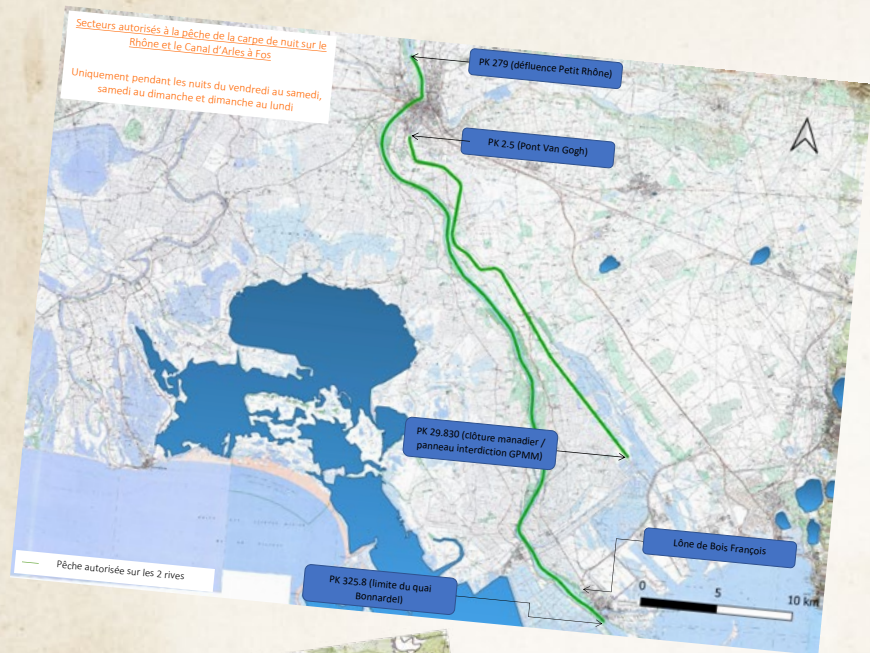 Secteurs autorisés à la pêche de la carpe de nuit sur le
Rhône et le Canal d'Arles à Fos
Uniquement pendant les nuits du vendredi au samedi,
samedi au dimanche et dimanche au lundi
PK 279 (défluence Petit Rhône)
PK 2.5 (Pont Van Gogh)
PK 29.830 (clôture manadier /
panneau interdiction GPMM)
Lône de Bois François
PK 325.8 (limite du quai
Bonnardel)
Pêche autorisée sur les 2 rives
0 5 10 km